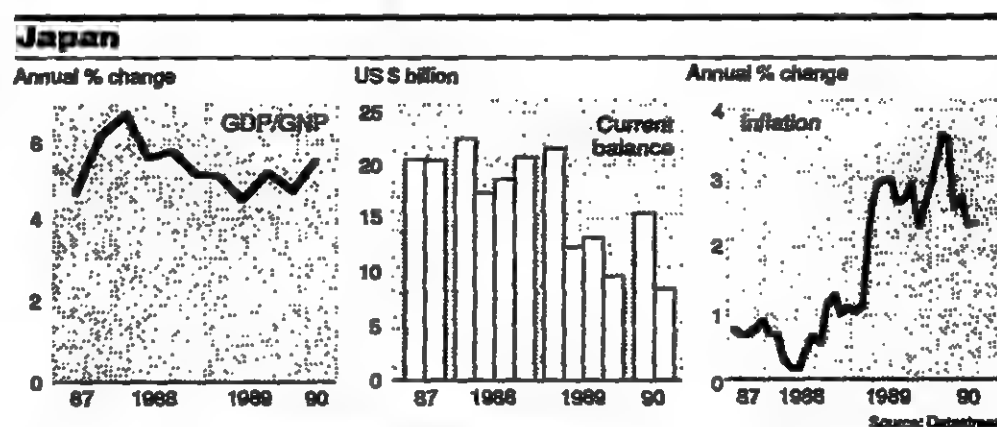 Japan
Annual % change
GDP/GNP
6
4
2
0
87 1988 1989 90
US $ billion
Current
balance
25
20
15
10
5
0
87 1988 1989 90
Annual % change
Inflation
4
3
2
1
0
87 1988 1989 90
Source: